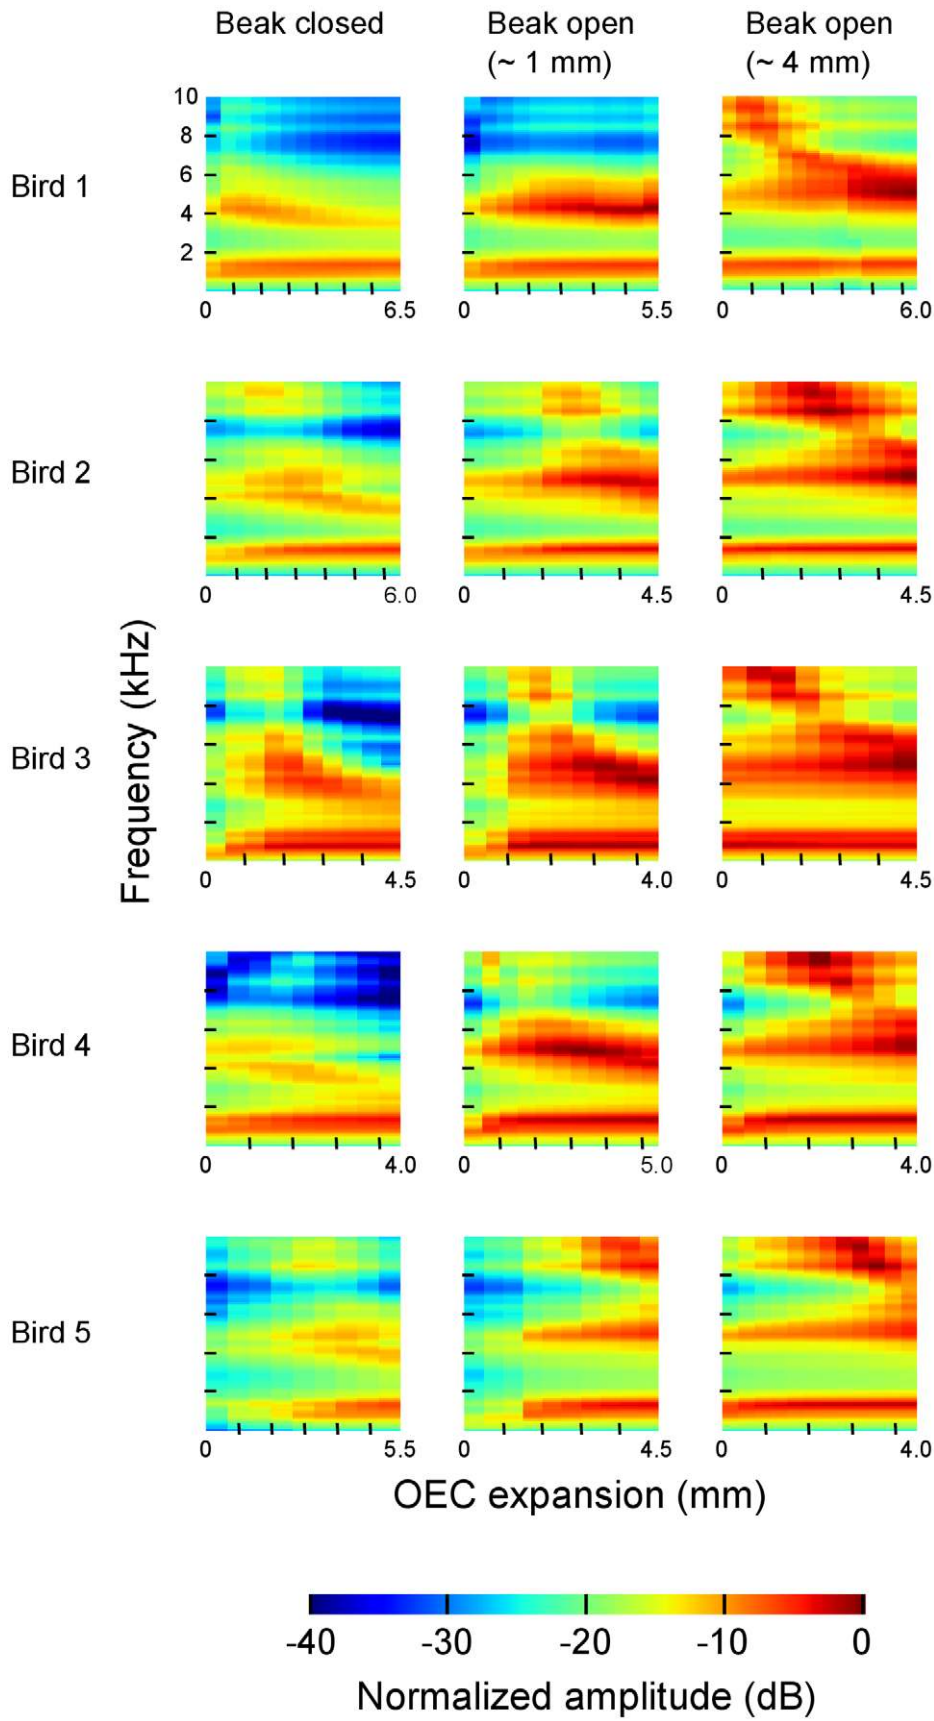 Beak closed
Beak open
(~ 1 mm)
Beak open
(~ 4 mm)
Bird 1
10
8
6
4
2
0 6.5
0 5.5
0 6.0
Bird 2
0 6.0
0 4.5
0 4.5
Bird 3
0 4.5
0 4.0
0 4.5
Bird 4
0 4.0
0 5.0
0 4.0
Bird 5
0 5.5
0 4.5
0 4.0
Frequency (kHz)
OEC expansion (mm)
-40 -30 -20 -10 0
Normalized amplitude (dB)